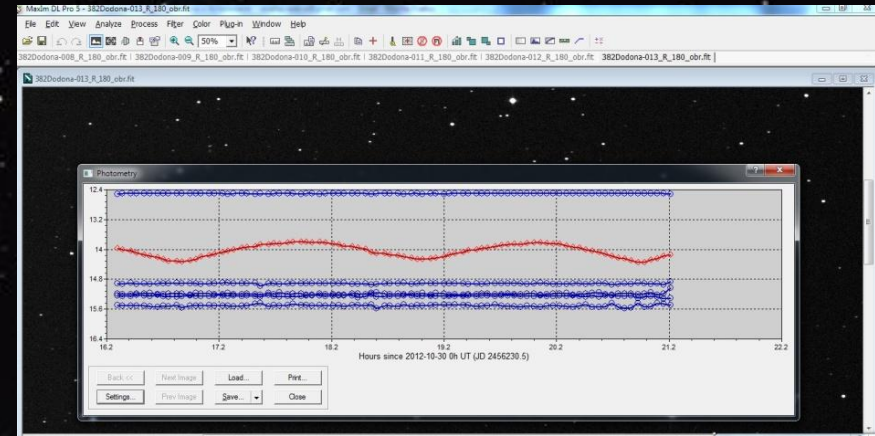 MaxIm DL Pro 5 - 382Dodona-013_R_180_obr.fit
File Edit View Analyze Process Filter Color Plug-in Window Help
50%
382Dodona-008_R_180_obr.fit | 382Dodona-009_R_180_obr.fit | 382Dodona-010_R_180_obr.fit | 382Dodona-011_R_180_obr.fit | 382Dodona-012_R_180_obr.fit 382Dodona-013_R_180_obr.fit |
382Dodona-013_R_180_obr.fit
Photometry
12.4
13.2
14
14.8
15.6
16.4
16.2 17.2 18.2 19.2 20.2 21.2 22.2
Hours since 2012-10-30 0h UT (JD 2456230.5)
Back << Next Image Load... Print...
Settings... Prev Image Save... Close